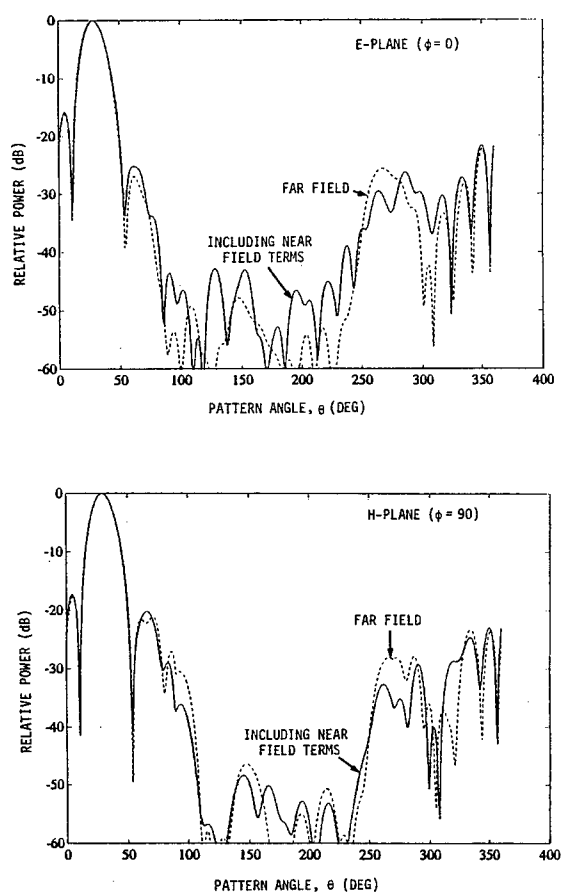 0
-10
-20
-30
-40
-50
-60
RELATIVE POWER (dB)
E-PLANE (ϕ= 0)
FAR FIELD
INCLUDING NEAR
FIELD TERMS
0 50 100 150 200 250 300 350 400
PATTERN ANGLE, θ (DEG)
0
-10
-20
-30
-40
-50
-60
RELATIVE POWER (dB)
H-PLANE (ϕ = 90)
FAR FIELD
INCLUDING NEAR
FIELD TERMS
0 50 100 150 200 250 300 350 400
PATTERN ANGLE, θ (DEG)